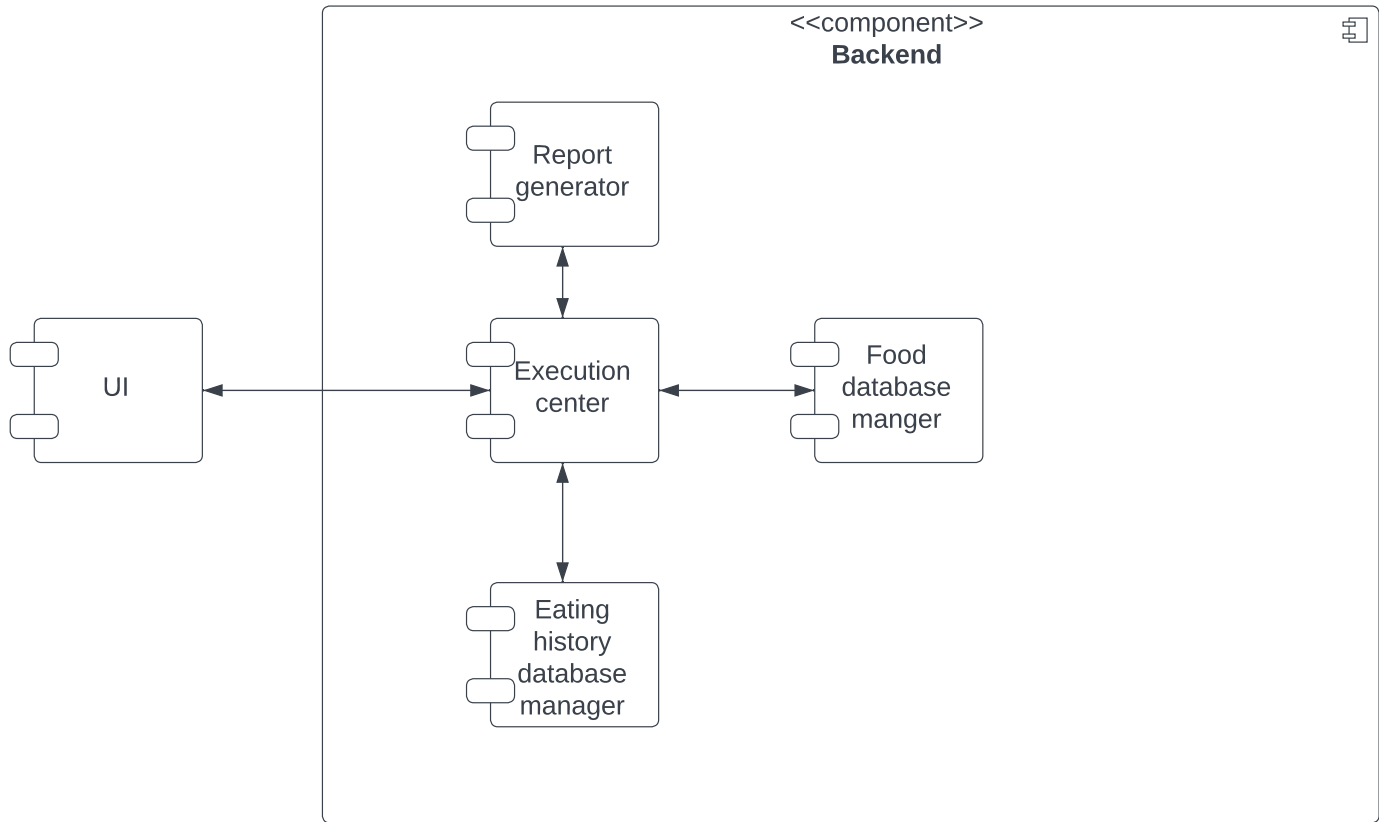 <<component>>
Backend
Report
generator
UI
Execution
center
Food
database
manger
Eating
history
database
manager